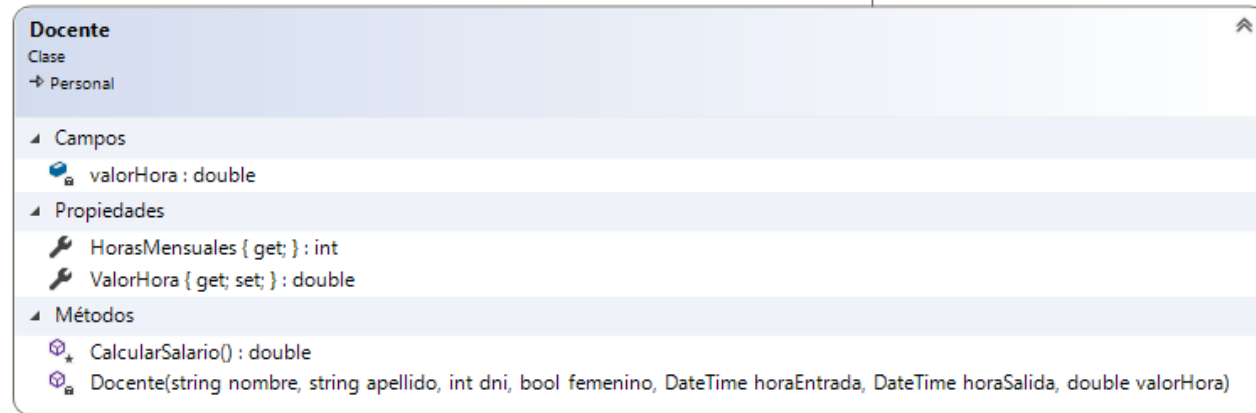 Docente
Clase
Personal
Campos
valorHora : double
Propiedades
HorasMensuales { get; } : int
ValorHora { get; set; } : double
Métodos
CalcularSalario() : double
Docente(string nombre, string apellido, int dni, bool femenino, DateTime horaEntrada, DateTime horaSalida, double valorHora)